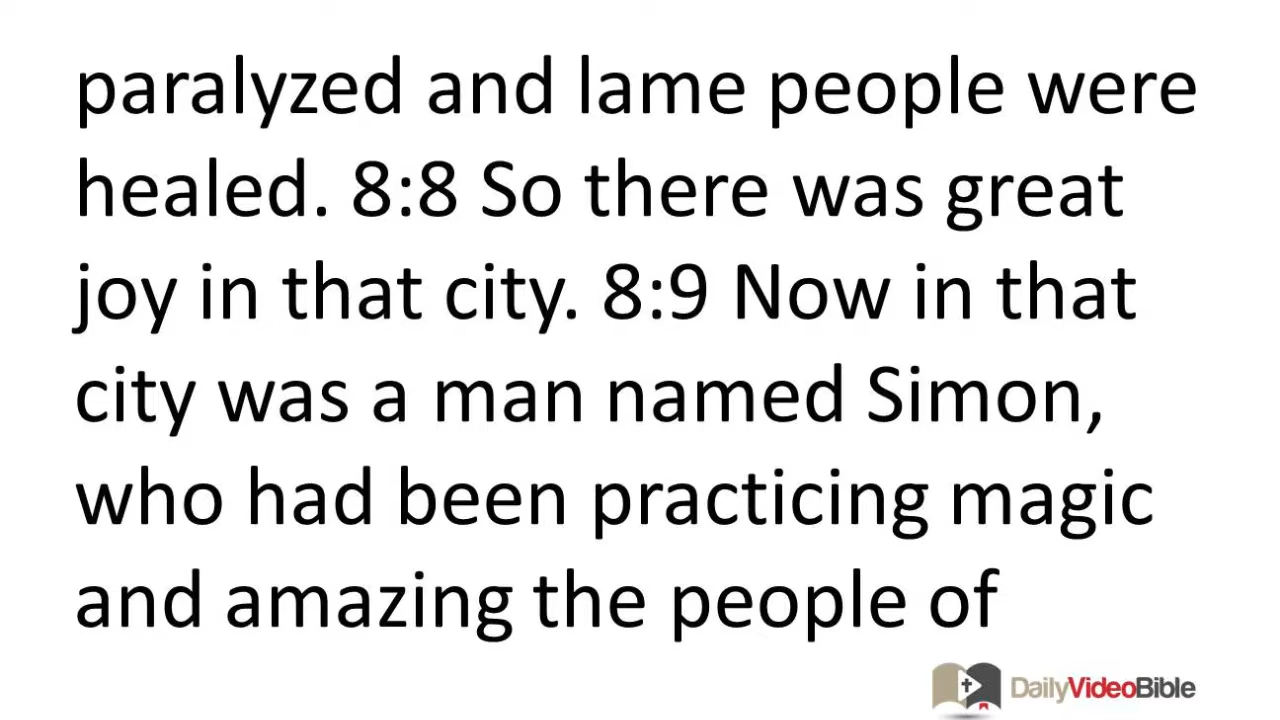 paralyzed and lame people were
healed. 8:8 So there was great
joy in that city. 8:9 Now in that
city was a man named Simon,
who had been practicing magic
and amazing the people of
DailyVideoBible